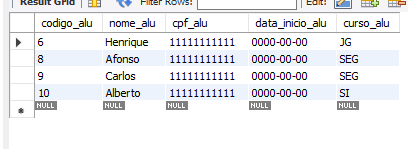 Result Grid Filter Rows: Edit:
codigo_alu nome_alu cpf_alu data_inicio_alu curso_alu
6 Henrique 11111111111 0000-00-00 JG
8 Afonso 11111111111 0000-00-00 SEG
9 Carlos 11111111111 0000-00-00 SEG
10 Alberto 11111111111 0000-00-00 SI
NULL NULL NULL NULL NULL